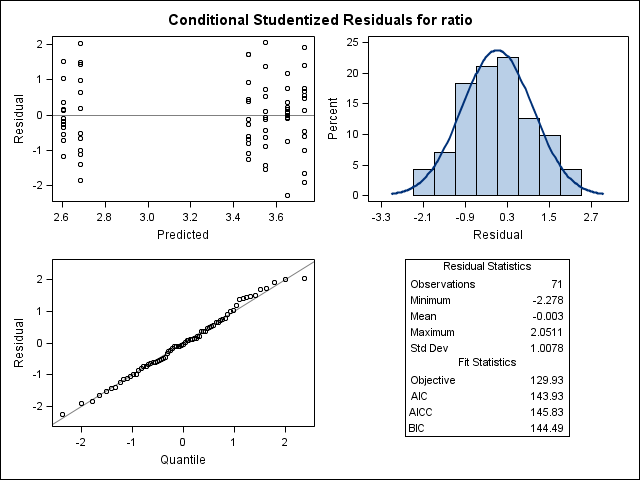 Conditional Studentized Residuals for ratio
2
1
0
-1
-2
Residual
2.6 2.8 3.0 3.2 3.4 3.6
Predicted
25
20
15
10
5
0
Percent
-3.3 -2.1 -0.9 0.3 1.5 2.7
Residual
2
1
0
-1
-2
Residual
-2 -1 0 1 2
Quantile
Residual Statistics
Observations 71
Minimum -2.278
Mean -0.003
Maximum 2.0511
Std Dev 1.0078
Fit Statistics
Objective 129.93
AIC 143.93
AICC 145.83
BIC 144.49